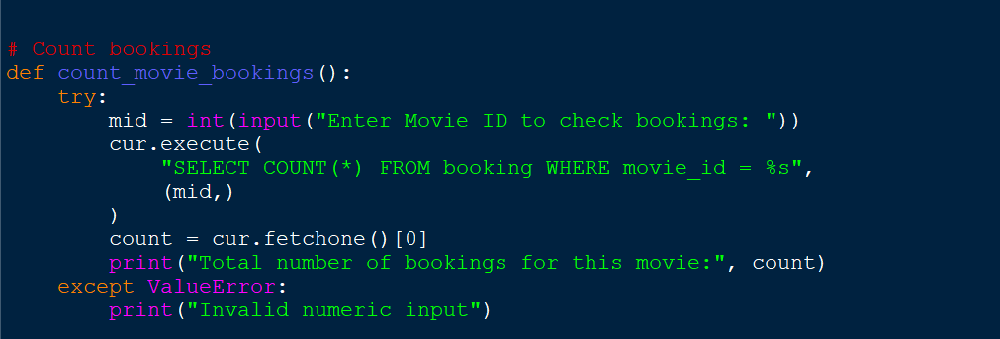 # Count bookings
def count_movie_bookings():
    try:
        mid = int(input("Enter Movie ID to check bookings: "))
        cur.execute(
            "SELECT COUNT(*) FROM booking WHERE movie_id = %s",
            (mid,)
        )
        count = cur.fetchone()[0]
        print("Total number of bookings for this movie:", count)
    except ValueError:
        print("Invalid numeric input")